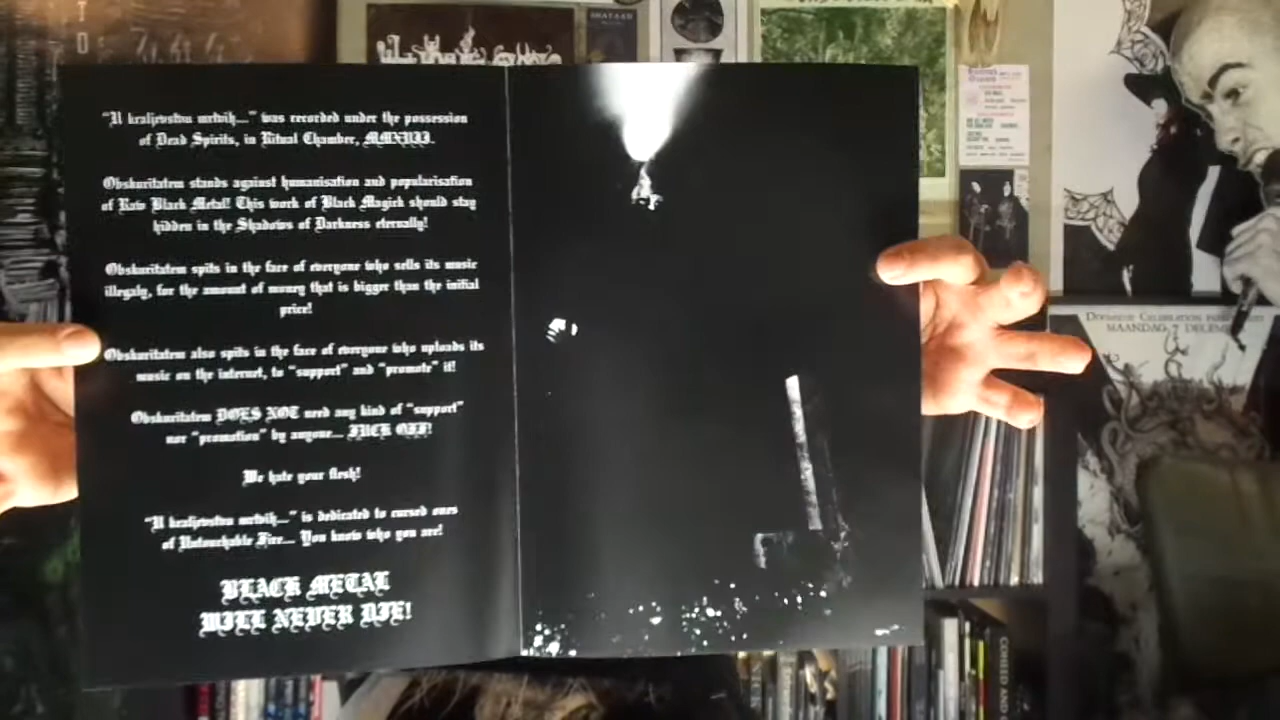 “U kraljevstvu mrtvih...” was recorded under the possession
of Dead Spirits, in Ritual Chamber, MMXVII.
Obskuritatem stands against humanisation and popularisation
of Raw Black Metal! This work of Black Magick should stay
hidden in the Shadows of Darkness eternally!
Obskuritatem spits in the face of everyone who sells its music
illegaly, for the amount of money that is bigger than the initial
price!
Obskuritatem also spits in the face of everyone who uploads its
music on the internet, to “support” and “promote” it!
Obskuritatem DOES NOT need any kind of “support”
nor “promotion” by anyone... FUCK OFF!
We hate your flesh!
“U kraljevstvu mrtvih...” is dedicated to cursed ones
of Untouchable Fire... You know who you are!
BLACK METAL
WILL NEVER DIE!
MAANDAG 7 DECEM